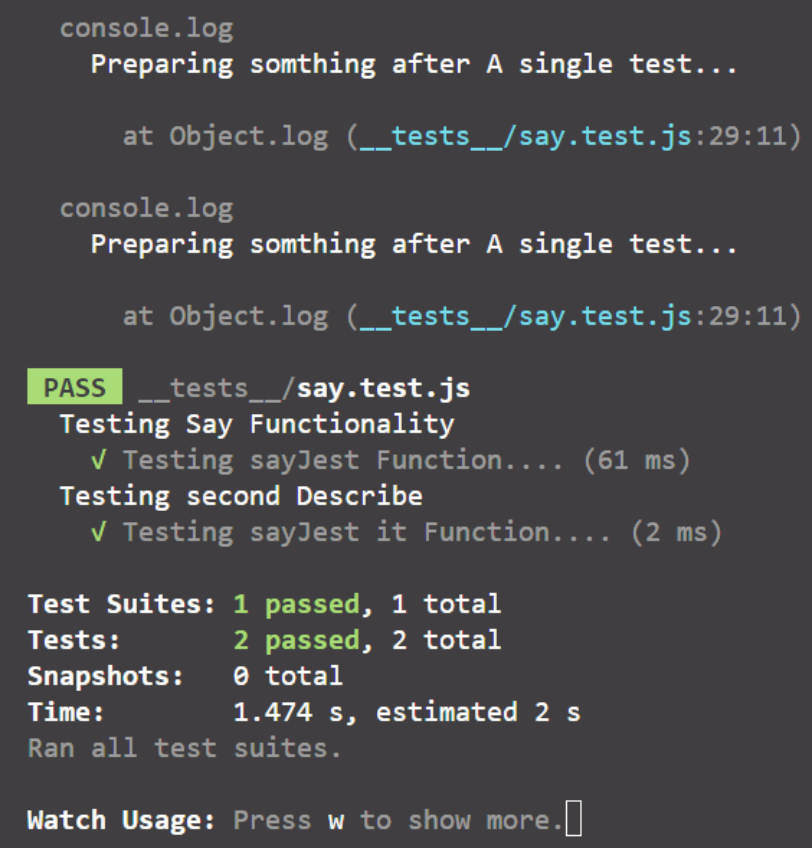 console.log
Preparing somthing after A single test...
at Object.log (__tests__/say.test.js:29:11)
console.log
Preparing somthing after A single test...
at Object.log (__tests__/say.test.js:29:11)
PASS __tests__/say.test.js
Testing Say Functionality
√ Testing sayJest Function.... (61 ms)
Testing second Describe
√ Testing sayJest it Function.... (2 ms)
Test Suites: 1 passed, 1 total
Tests: 2 passed, 2 total
Snapshots: 0 total
Time: 1.474 s, estimated 2 s
Ran all test suites.
Watch Usage: Press w to show more.